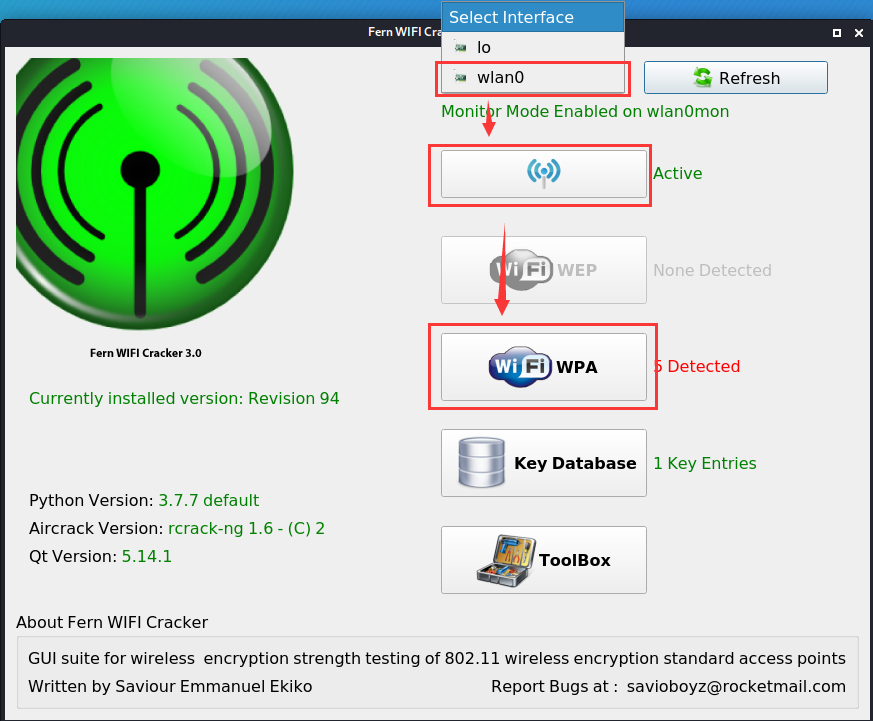 Select Interface
Fern WIFI Cra
lo
wlan0
Refresh
Monitor Mode Enabled on wlan0mon
Active
WiFi WEP
None Detected
WiFi WPA
5 Detected
Fern WIFI Cracker 3.0
Currently installed version: Revision 94
Key Database
1 Key Entries
Python Version: 3.7.7 default
Aircrack Version: rcrack-ng 1.6 - (C) 2
Qt Version: 5.14.1
ToolBox
About Fern WIFI Cracker
GUI suite for wireless encryption strength testing of 802.11 wireless encryption standard access points
Written by Saviour Emmanuel Ekiko
Report Bugs at : savioboyz@rocketmail.com